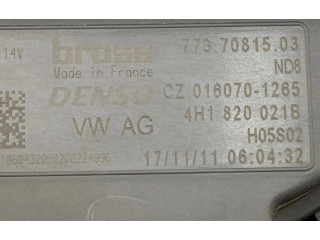 14V brose 773.70815.03
Made in France ND8
DENSO CZ 016070-1265
VW AG 4H1 820 021B
H05S02
17/11/11 06:04:32